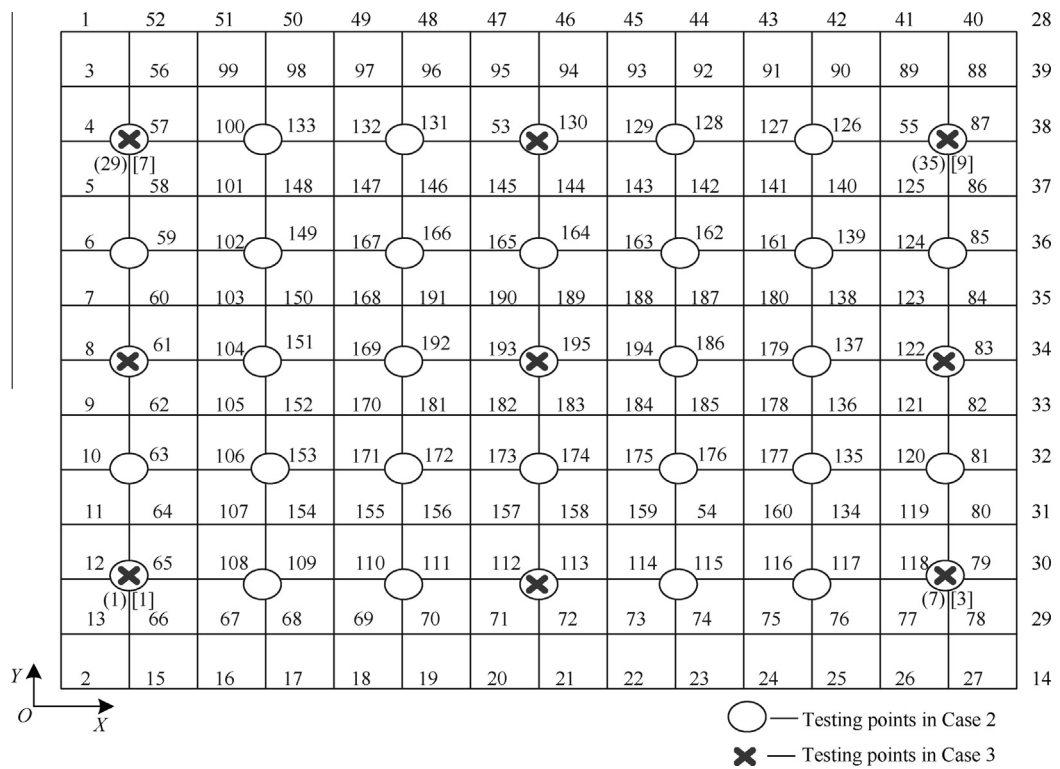 1 52 51 50 49 48 47 46 45 44 43 42 41 40 28
3 56 99 98 97 96 95 94 93 92 91 90 89 88 39
4 57 100 133 132 131 53 130 129 128 127 126 55 87 38
(29) [7] (35) [9]
5 58 101 148 147 146 145 144 143 142 141 140 125 86 37
6 59 102 149 167 166 165 164 163 162 161 139 124 85 36
7 60 103 150 168 191 190 189 188 187 180 138 123 84 35
8 61 104 151 169 192 193 195 194 186 179 137 122 83 34
9 62 105 152 170 181 182 183 184 185 178 136 121 82 33
10 63 106 153 171 172 173 174 175 176 177 135 120 81 32
11 64 107 154 155 156 157 158 159 54 160 134 119 80 31
12 65 108 109 110 111 112 113 114 115 116 117 118 79 30
(1) [1] (7) [3]
13 66 67 68 69 70 71 72 73 74 75 76 77 78 29
Y 2 15 16 17 18 19 20 21 22 23 24 25 26 27 14
O X
Testing points in Case 2
Testing points in Case 3